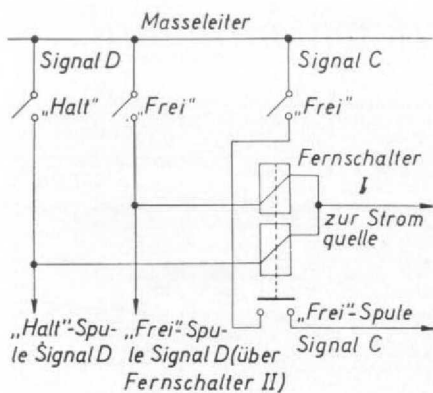 Masseleiter
Signal D
Signal C
„Halt"
„Frei"
„Frei"
Fernschalter
I
zur Strom
quelle
„Frei"-Spule
Signal C
„Halt"-Spu-
le Signal D
„Frei"-Spu-
le Signal D (über
Fernschalter II)